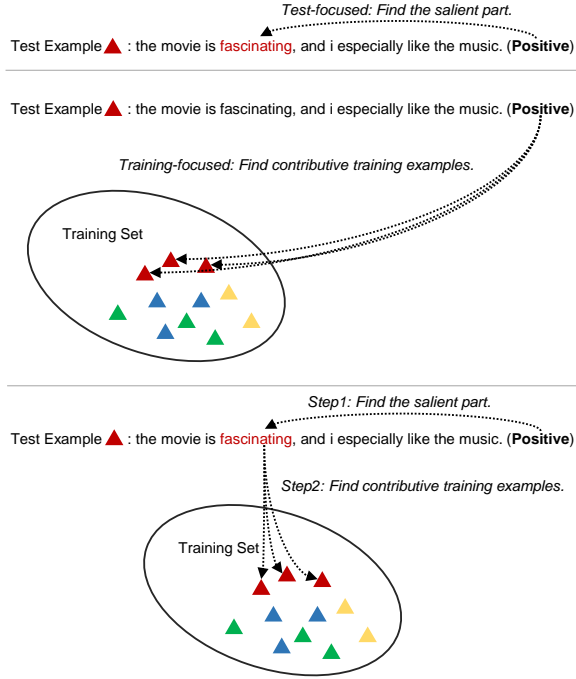 Test-focused: Find the salient part.
Test Example : the movie is fascinating, and i especially like the music. (Positive)
Test Example : the movie is fascinating, and i especially like the music. (Positive)
Training-focused: Find contributive training examples.
Training Set
Step1: Find the salient part.
Test Example : the movie is fascinating, and i especially like the music. (Positive)
Step2: Find contributive training examples.
Training Set